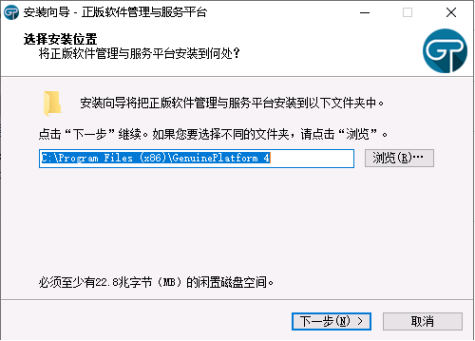 安装向导 - 正版软件管理与服务平台
选择安装位置
将正版软件管理与服务平台安装到何处？
安装向导将把正版软件管理与服务平台安装到以下文件夹中。
点击“下一步”继续。如果您要选择不同的文件夹，请点击“浏览”。
C:\Program Files (x86)\GenuinePlatform 4
浏览(R)...
必须至少有22.8兆字节（MB）的闲置磁盘空间。
下一步(N) >
取消